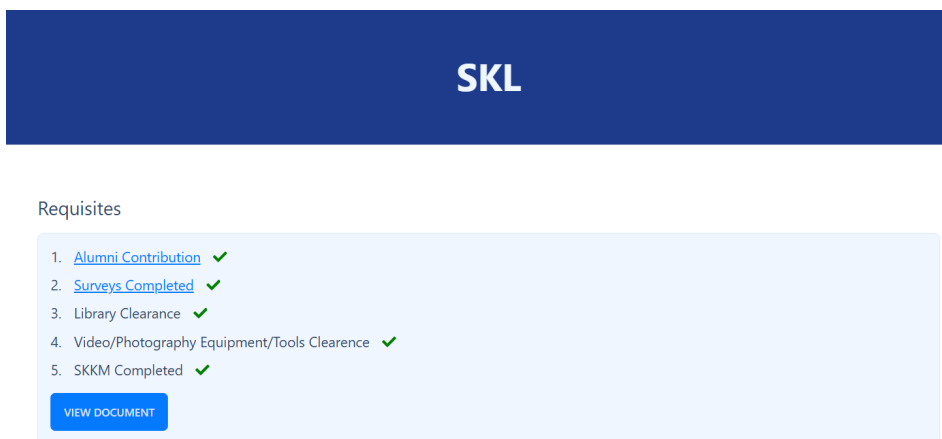 SKL
Requisites
1. Alumni Contribution ✔
2. Surveys Completed ✔
3. Library Clearance ✔
4. Video/Photography Equipment/Tools Clearence ✔
5. SKKM Completed ✔
VIEW DOCUMENT